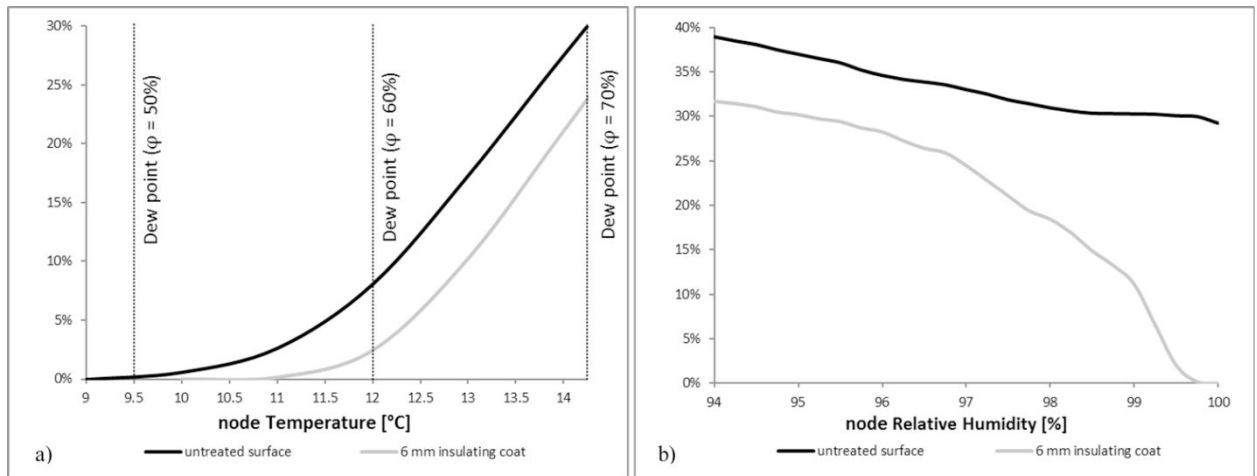 30%
25%
20%
15%
10%
5%
0%
Dew point (φ = 50%)
Dew point (φ = 60%)
Dew point (φ = 70%)
9 9.5 10 10.5 11 11.5 12 12.5 13 13.5 14
node Temperature [°C]
untreated surface 6 mm insulating coat
a)
40%
35%
30%
25%
20%
15%
10%
5%
0%
94 95 96 97 98 99 100
node Relative Humidity [%]
untreated surface 6 mm insulating coat
b)